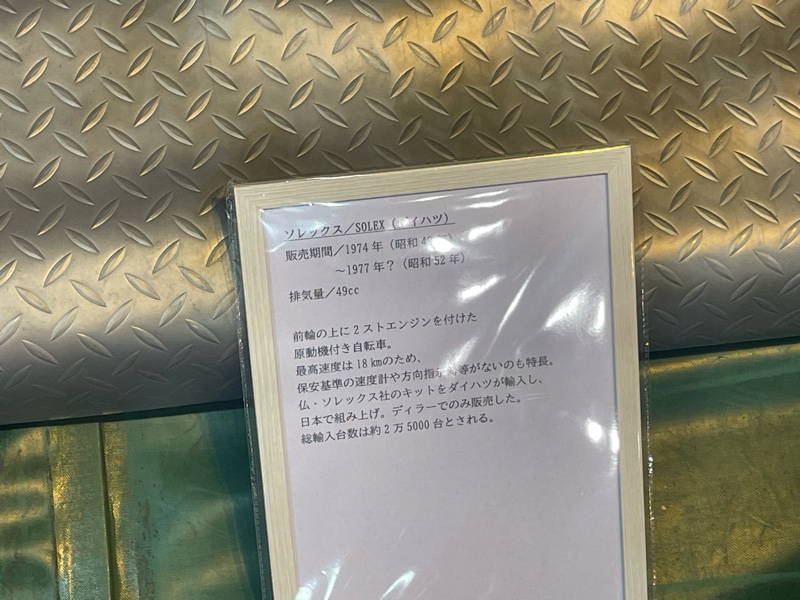 ソレックス／SOLEX（ イハツ）
販売期間／1974年（昭和4
～1977年？（昭和52年）
排気量／49cc
前輪の上に2ストエンジンを付けた
原動機付き自転車。
最高速度は18kmのため、
保安基準の速度計や方向指 等がないのも特長。
仏・ソレックス社のキットをダイハツが輸入し、
日本で組み上げ。ディラーでのみ販売した。
総輸入台数は約2万5000台とされる。